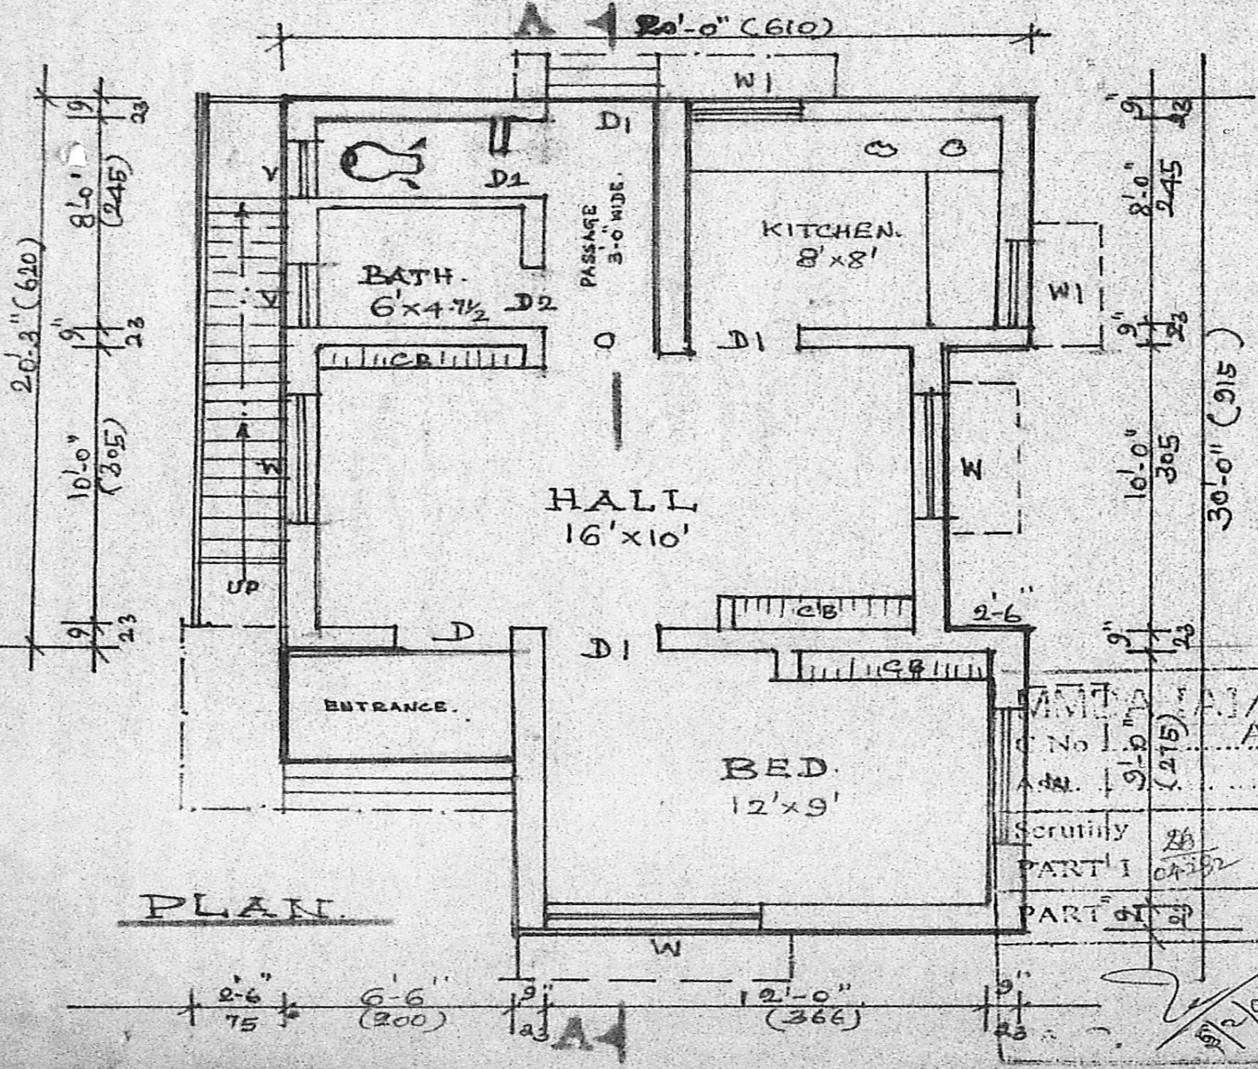 A
20'-0" (610)
W1
D1
9"
23
8'-0"
(245)
9"
23
10'-0"
(305)
9"
23
20'-3" (620)
V
D1
PASSAGE
3'-0" WIDE.
KITCHEN.
8'x8'
BATH.
6'x4-7½
D2
V
W1
O
D1
CB
9"
23
8'-0"
245
9"
23
10'-0"
305
30'-0" (915)
W
HALL
16'x10'
W
UP
CB
2'-6"
9"
23
D
D1
CB
ENTRANCE.
9'-0"
(275)
BED.
12'x9'
No
Scrutiny
PART I
PLAN.
PART II
23
W
2'-6"
75
6'-6"
(200)
9"
23
12'-0"
(366)
9"
23
A